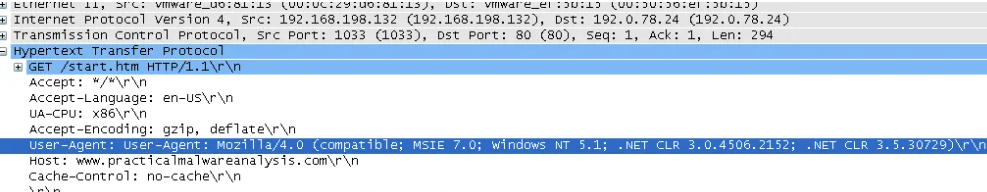 Ethernet II, Src: Vmware_d6:81:13 (00:0c:29:d6:81:13), Dst: Vmware_ef:5b:15 (00:50:56:ef:5b:15)
Internet Protocol Version 4, Src: 192.168.198.132 (192.168.198.132), Dst: 192.0.78.24 (192.0.78.24)
Transmission Control Protocol, Src Port: 1033 (1033), Dst Port: 80 (80), Seq: 1, Ack: 1, Len: 294
Hypertext Transfer Protocol
GET /start.htm HTTP/1.1\r\n
Accept: */*\r\n
Accept-Language: en-US\r\n
UA-CPU: x86\r\n
Accept-Encoding: gzip, deflate\r\n
User-Agent: User-Agent: Mozilla/4.0 (compatible; MSIE 7.0; Windows NT 5.1; .NET CLR 3.0.4506.2152; .NET CLR 3.5.30729)\r\n
Host: www.practicalmalwareanalysis.com\r\n
Cache-Control: no-cache\r\n
\r\n